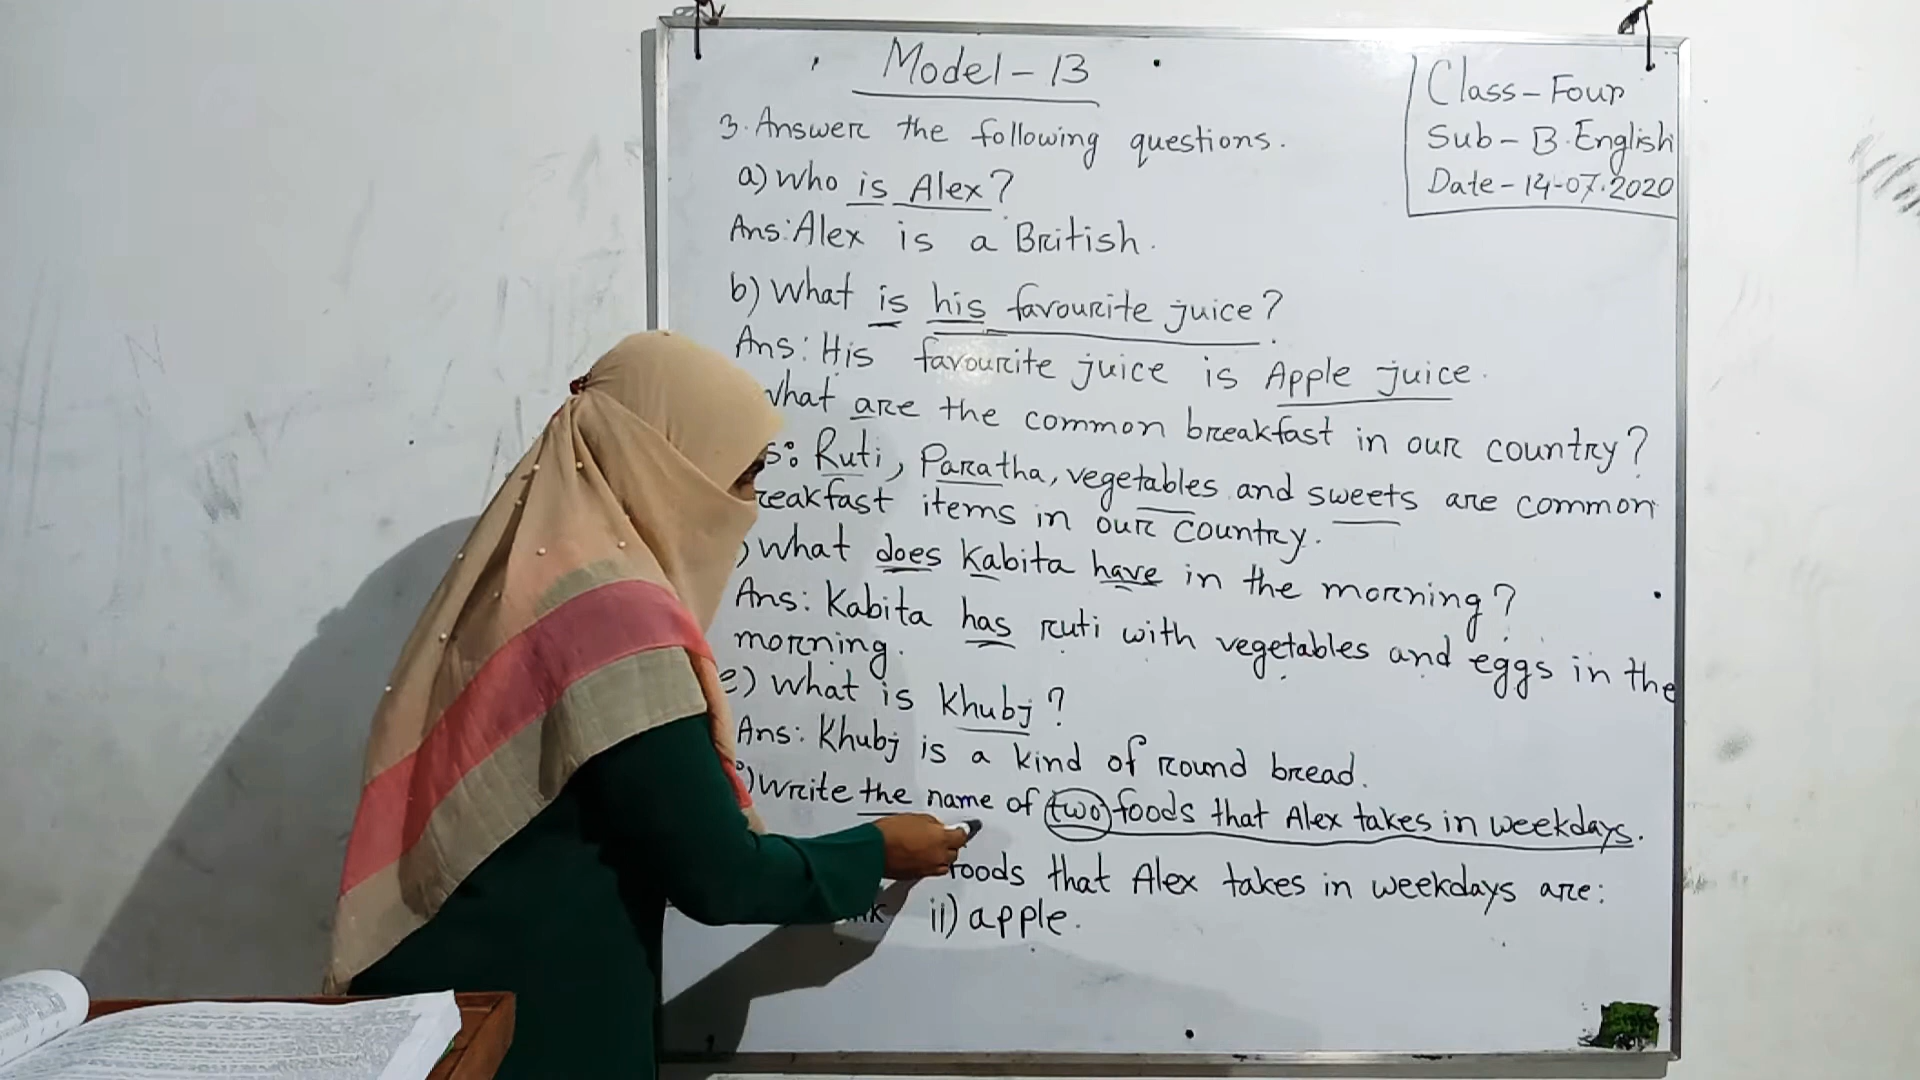 Model - 13
Class - Four
Sub - B. English
Date - 14-07-2020
3. Answer the following questions.
a) Who is Alex?
Ans: Alex is a British.
b) What is his favourite juice?
Ans: His favourite juice is Apple juice.
What are the common breakfast in our country?
s: Ruti, Paratha, vegetables and sweets are common
reakfast items in our country.
) What does Kabita have in the morning?
Ans: Kabita has ruti with vegetables and eggs in the
morning.
e) What is Khubj?
Ans: Khubj is a kind of round bread.
) Write the name of two foods that Alex takes in weekdays.
foods that Alex takes in weekdays are:
ii) apple.